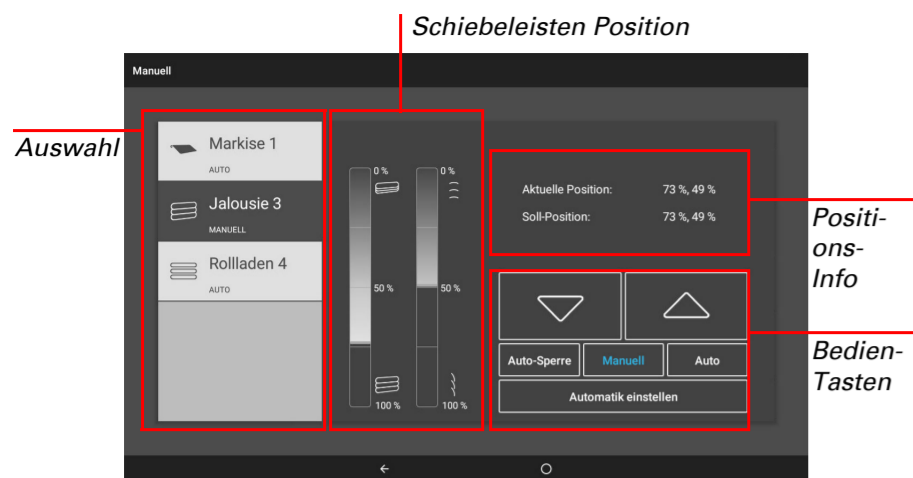 Schiebeleisten Position
Manuell
Auswahl
Markise 1
AUTO
Jalousie 3
MANUELL
Rollladen 4
AUTO
0 %
0 %
50 %
50 %
100 %
100 %
Aktuelle Position: 73 %, 49 %
Soll-Position: 73 %, 49 %
Positi-
ons-
Info
Auto-Sperre
Manuell
Auto
Automatik einstellen
Bedien-
Tasten